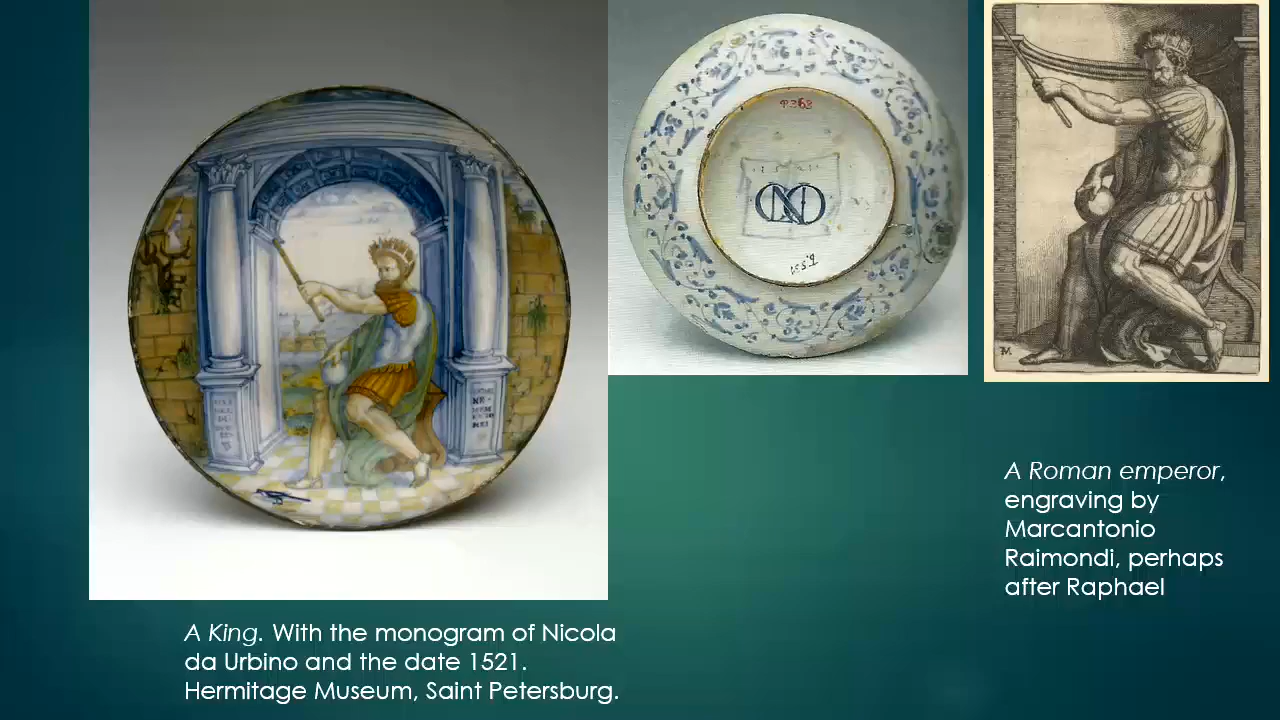 A King. With the monogram of Nicola
da Urbino and the date 1521.
Hermitage Museum, Saint Petersburg.
A Roman emperor,
engraving by
Marcantonio
Raimondi, perhaps
after Raphael